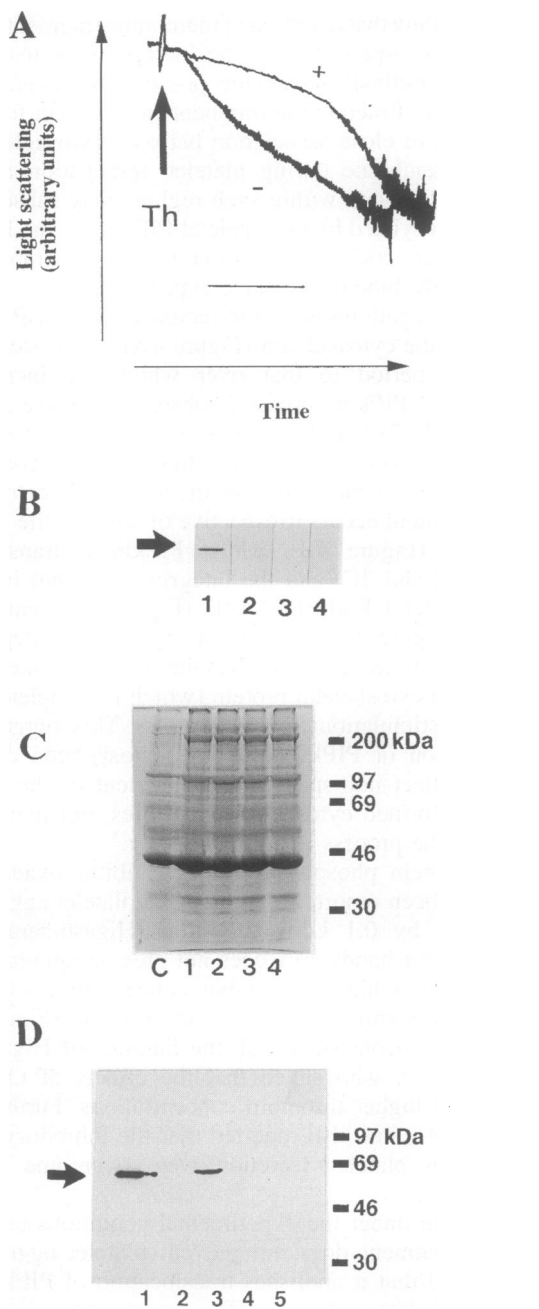 A
Light scattering
(arbitrary units)
+
-
Th
Time
B
1 2 3 4
C
200 kDa
97
69
46
30
C 1 2 3 4
D
97 kDa
69
46
30
1 2 3 4 5